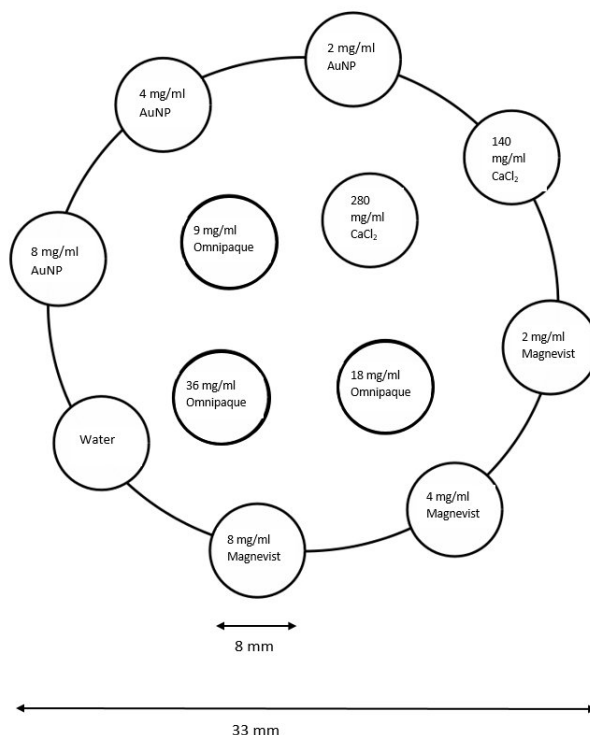 2 mg/ml
AuNP
4 mg/ml
AuNP
140
mg/ml
CaCl₂
280
mg/ml
CaCl₂
9 mg/ml
Omnipaque
8 mg/ml
AuNP
2 mg/ml
Magnevist
36 mg/ml
Omnipaque
18 mg/ml
Omnipaque
Water
4 mg/ml
Magnevist
8 mg/ml
Magnevist
8 mm
33 mm